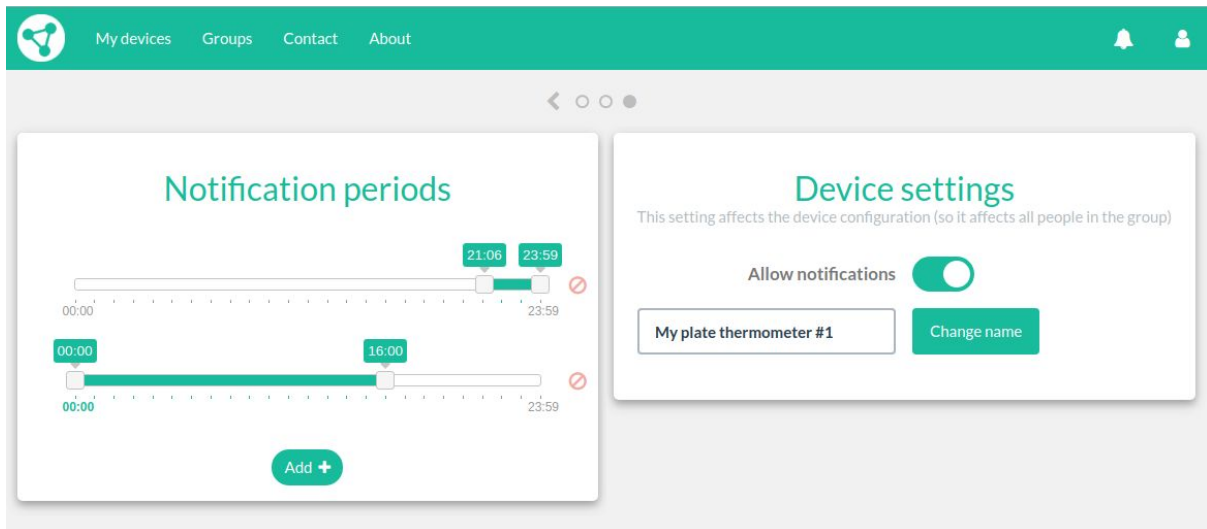 My devices Groups Contact About
Notification periods
21:06 23:59
00:00 23:59
00:00 16:00
00:00 23:59
Add
Device settings
This setting affects the device configuration (so it affects all people in the group)
Allow notifications
My plate thermometer #1 Change name